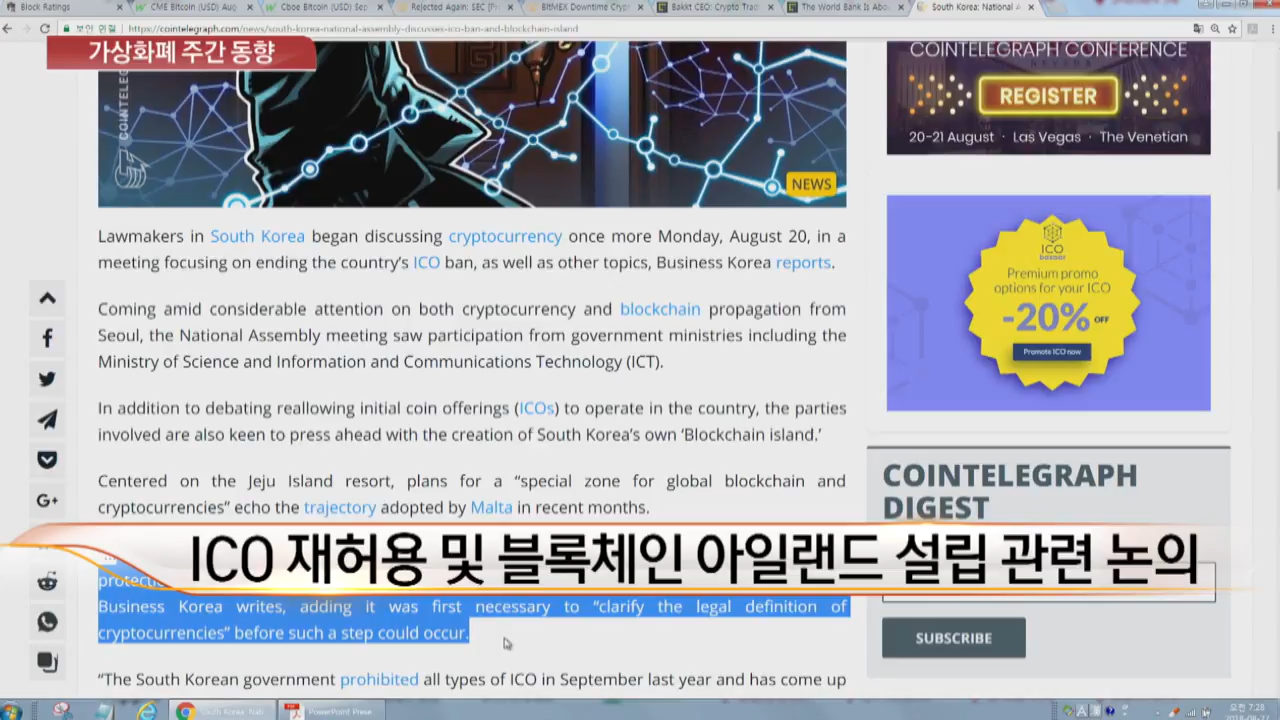 Block Ratings
CME Bitcoin (USD) Aug
Cboe Bitcoin (USD) Sep
Rejected Again: SEC [Pr
BitMEX Downtime Cryp
Bakkt CEO: Crypto Trad
The World Bank Is Abou
South Korea: National A
https://cointelegraph.com/news/south-korea-national-assembly-discusses-ico-ban-and-blockchain-island
가상화폐 주간 동향
COINTELEG
NEWS
COINTELEGRAPH CONFERENCE
REGISTER
20-21 August · Las Vegas · The Venetian
Lawmakers in South Korea began discussing cryptocurrency once more Monday, August 20, in a
meeting focusing on ending the country's ICO ban, as well as other topics, Business Korea reports.
Coming amid considerable attention on both cryptocurrency and blockchain propagation from
Seoul, the National Assembly meeting saw participation from government ministries including the
Ministry of Science and Information and Communications Technology (ICT).
In addition to debating reallowing initial coin offerings (ICOs) to operate in the country, the parties
involved are also keen to press ahead with the creation of South Korea's own ‘Blockchain island.’
Centered on the Jeju Island resort, plans for a “special zone for global blockchain and
cryptocurrencies” echo the trajectory adopted by Malta in recent months.
ICO
bazaar
Premium promo
options for your ICO
-20% OFF
Promote ICO now
COINTELEGRAPH
DIGEST
ICO 재허용 및 블록체인 아일랜드 설립 관련 논의
protectio
Business Korea writes, adding it was first necessary to “clarify the legal definition of
cryptocurrencies” before such a step could occur.
SUBSCRIBE
“The South Korean government prohibited all types of ICO in September last year and has come up
PowerPoint Prese
오전 7:28